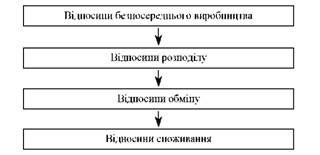 Відносини безпосереднього виробництва
Відносини розподілу
Відносини обміну
Відносини споживання